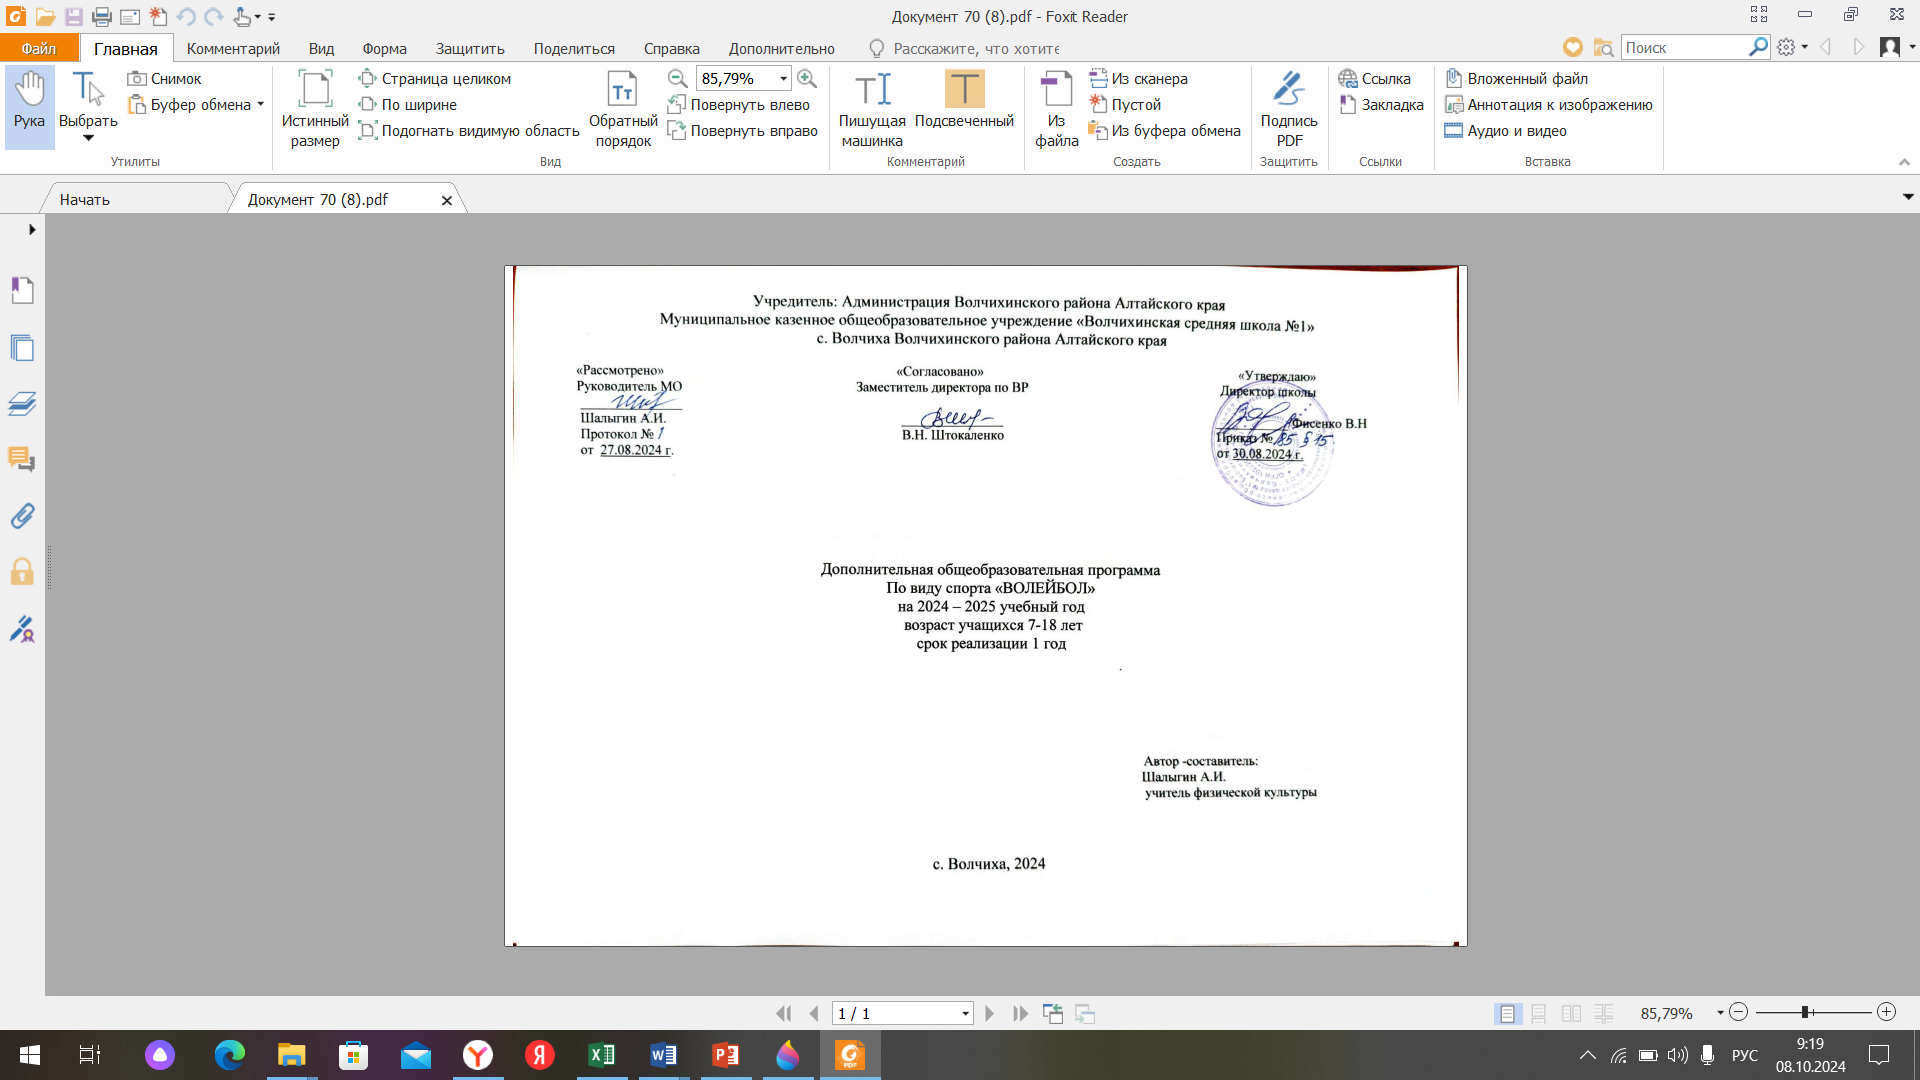 Документ 70 (8).pdf - Foxit Reader
Файл
Главная
Комментарий
Вид
Форма
Защитить
Поделиться
Справка
Дополнительно
Расскажите, что хотите
Поиск
Рука
Выбрать
Снимок
Буфер обмена
Утилиты
Истинный размер
Страница целиком
По ширине
Подогнать видимую область
Обратный порядок
85,79%
Повернуть влево
Повернуть вправо
Вид
Пишущая машинка
Подсвеченный
Комментарий
Из файла
Из сканера
Пустой
Из буфера обмена
Создать
Подпись PDF
Защитить
Ссылка
Закладка
Ссылки
Вложенный файл
Аннотация к изображению
Аудио и видео
Вставка
Начать
Документ 70 (8).pdf
Учредитель: Администрация Волчихинского района Алтайского края
Муниципальное казенное общеобразовательное учреждение «Волчихинская средняя школа №1»
с. Волчиха Волчихинского района Алтайского края
«Рассмотрено»
Руководитель МО
Шалыгин А.И.
Протокол № 1
от 27.08.2024 г.
«Согласовано»
Заместитель директора по ВР
В.Н. Штокаленко
«Утверждаю»
Директор школы
Фисенко В.Н
Приказ № 185 § 15
от 30.08.2024 г.
Дополнительная общеобразовательная программа
По виду спорта «ВОЛЕЙБОЛ»
на 2024 – 2025 учебный год
возраст учащихся 7-18 лет
срок реализации 1 год
Автор -составитель:
Шалыгин А.И.
учитель физической культуры
с. Волчиха, 2024
1 / 1
85,79%
РУС
9:19
08.10.2024